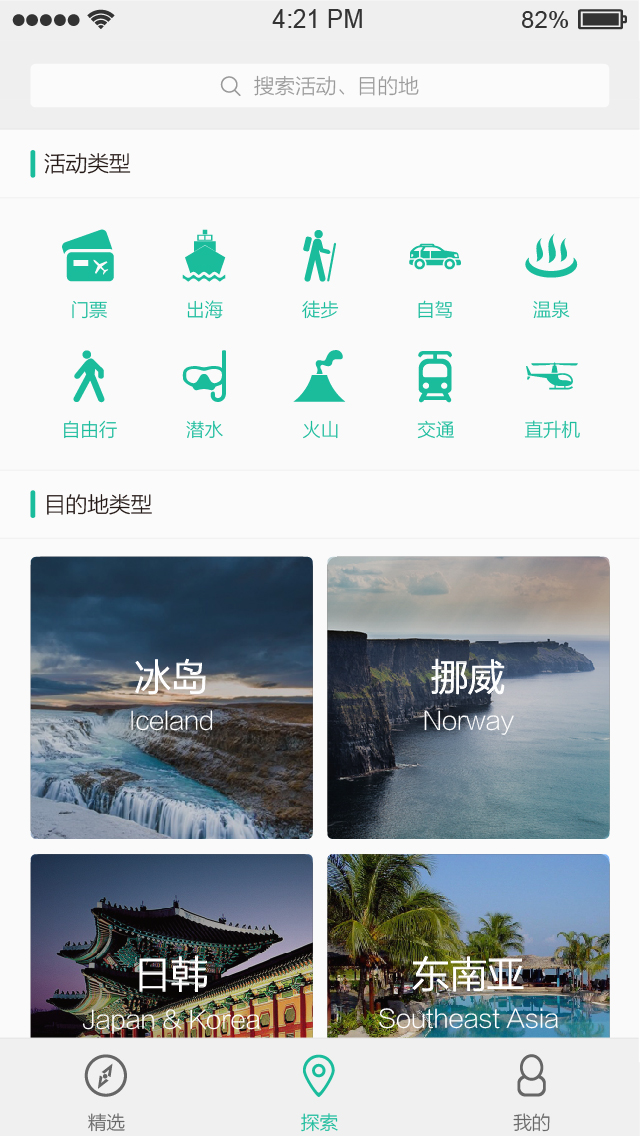 4:21 PM 82%
搜索活动、目的地
活动类型
门票 出海 徒步 自驾 温泉
自由行 潜水 火山 交通 直升机
目的地类型
冰岛 挪威
Iceland Norway
日韩 东南亚
Japan & Korea Southeast Asia
精选 探索 我的